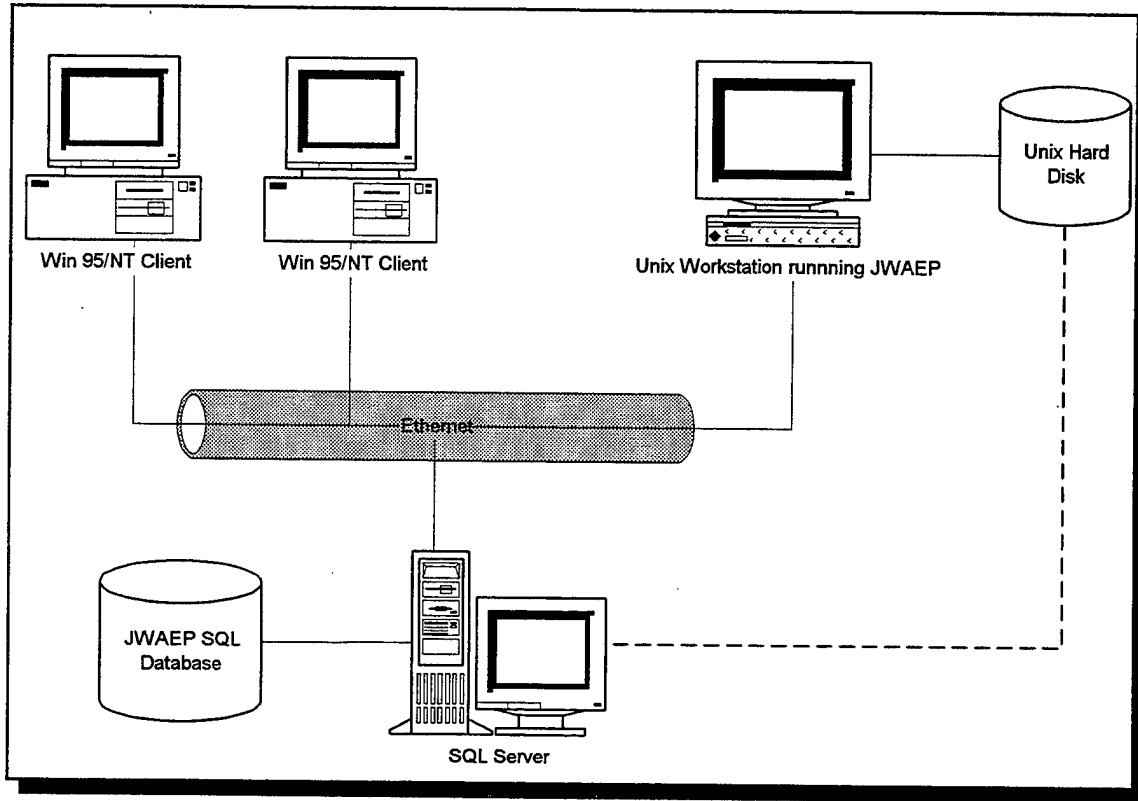 Unix Hard
Disk
Win 95/NT Client
Win 95/NT Client
Unix Workstation runnning JWAEP
Ethernet
JWAEP SQL
Database
SQL Server